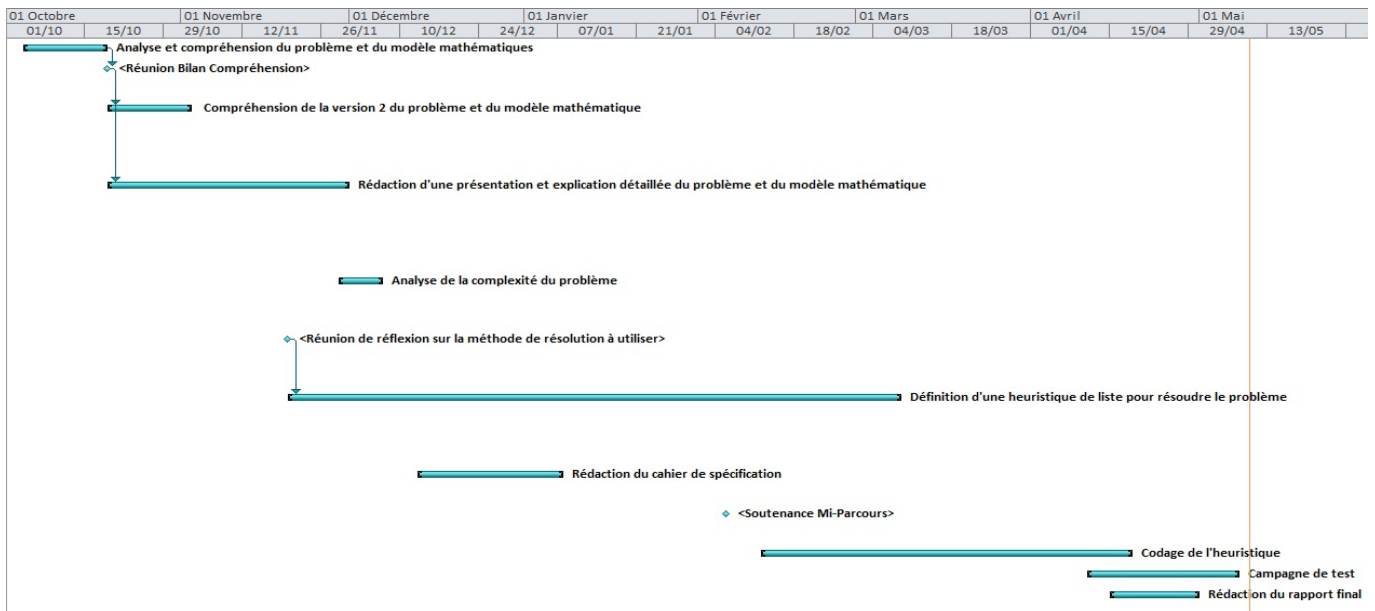 01 Octobre 01 Novembre 01 Décembre 01 Janvier 01 Février 01 Mars 01 Avril 01 Mai
01/10 15/10 29/10 12/11 26/11 10/12 24/12 07/01 21/01 04/02 18/02 04/03 18/03 01/04 15/04 29/04 13/05
Analyse et compréhension du problème et du modèle mathématiques
<Réunion Bilan Compréhension>
Compréhension de la version 2 du problème et du modèle mathématique
Rédaction d'une présentation et explication détaillée du problème et du modèle mathématique
Analyse de la complexité du problème
<Réunion de réflexion sur la méthode de résolution à utiliser>
Définition d'une heuristique de liste pour résoudre le problème
Rédaction du cahier de spécification
<Soutenance Mi-Parcours>
Codage de l'heuristique
Campagne de test
Rédaction du rapport final